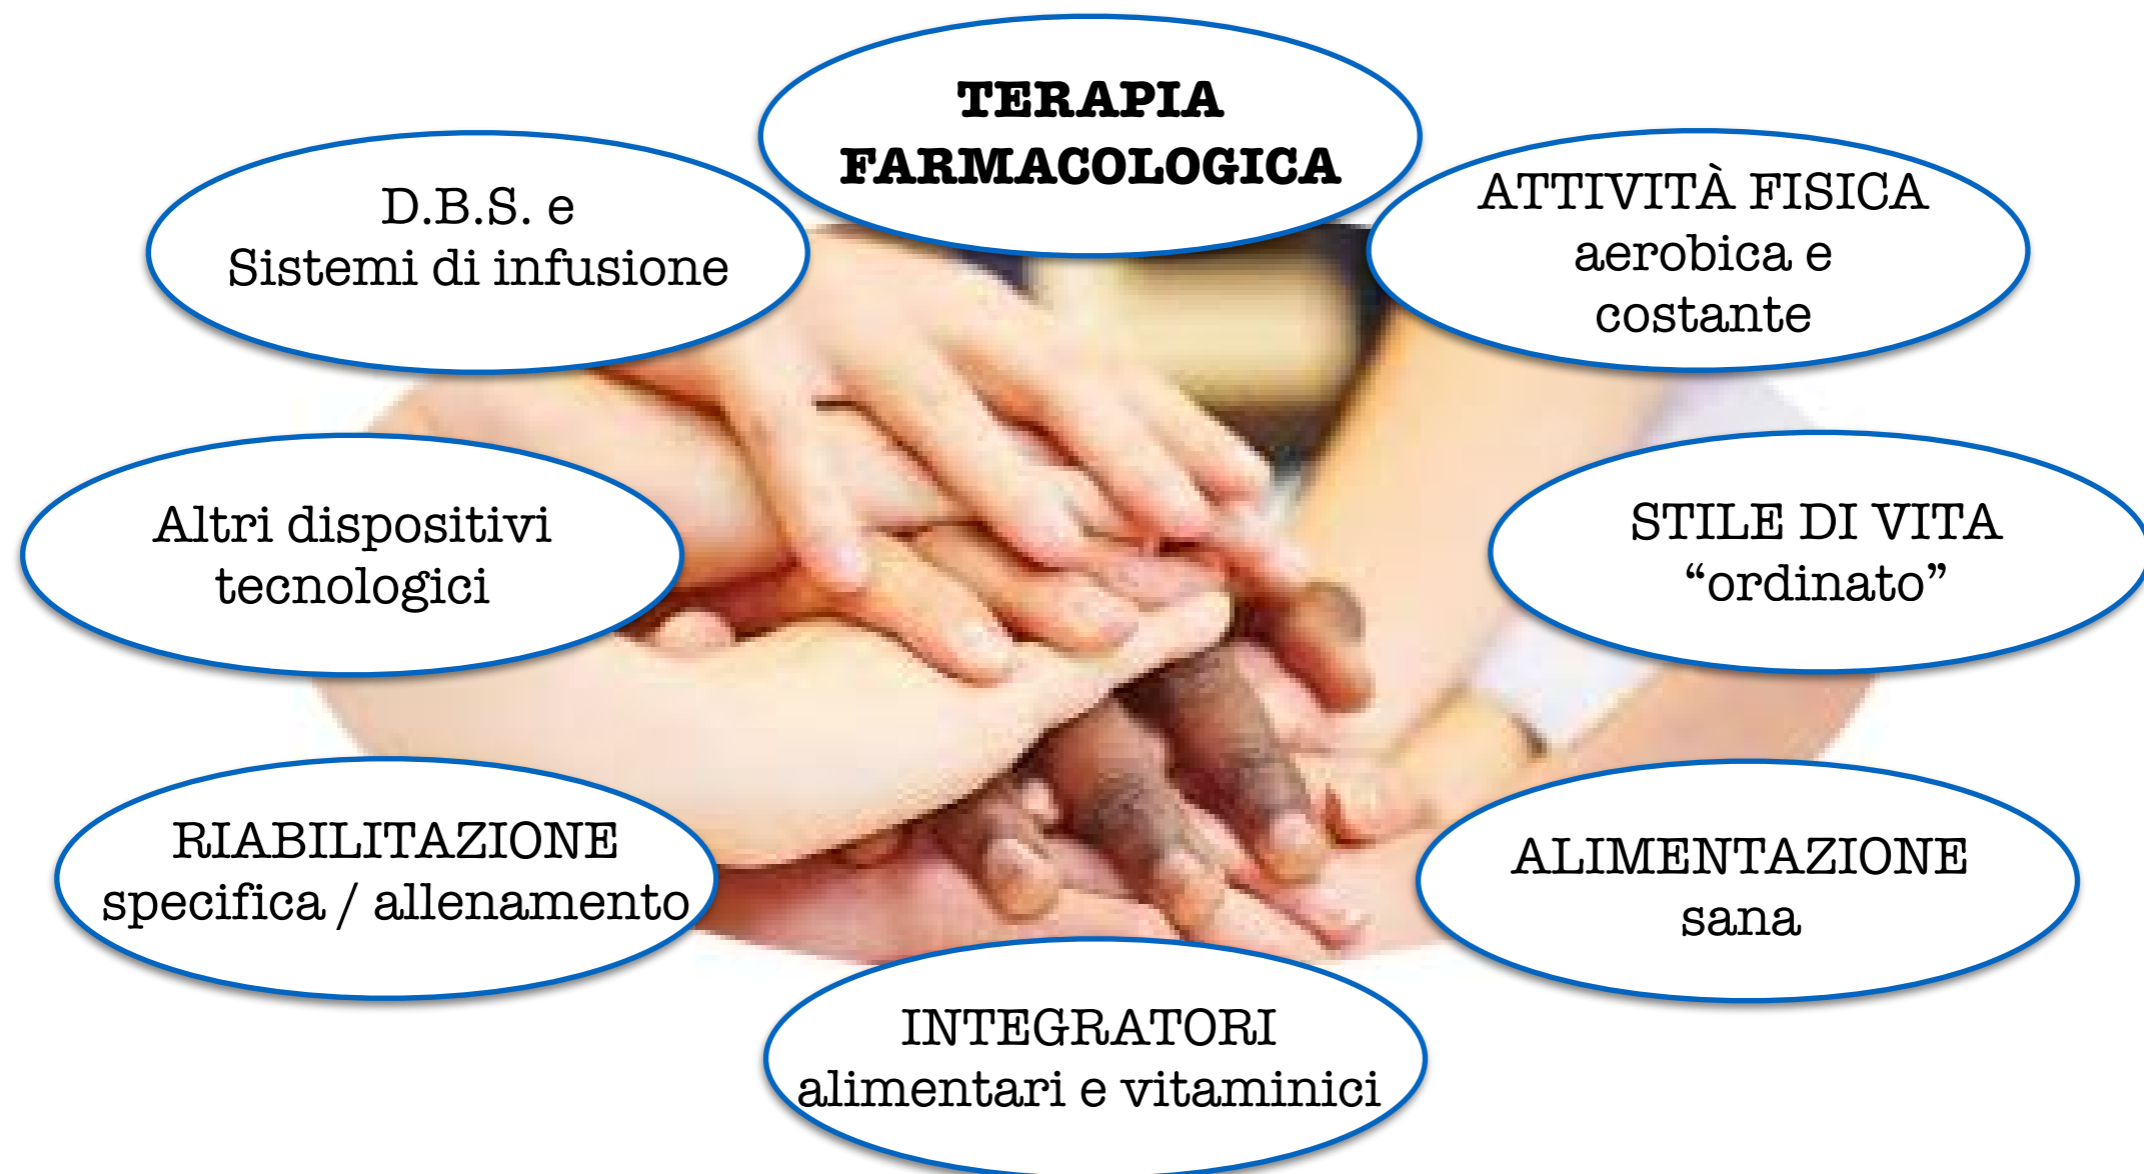 TERAPIA
FARMACOLOGICA
D.B.S. e
Sistemi di infusione
ATTIVITÀ FISICA
aerobica e
costante
Altri dispositivi
tecnologici
STILE DI VITA
“ordinato”
RIABILITAZIONE
specifica / allenamento
ALIMENTAZIONE
sana
INTEGRATORI
alimentari e vitaminici